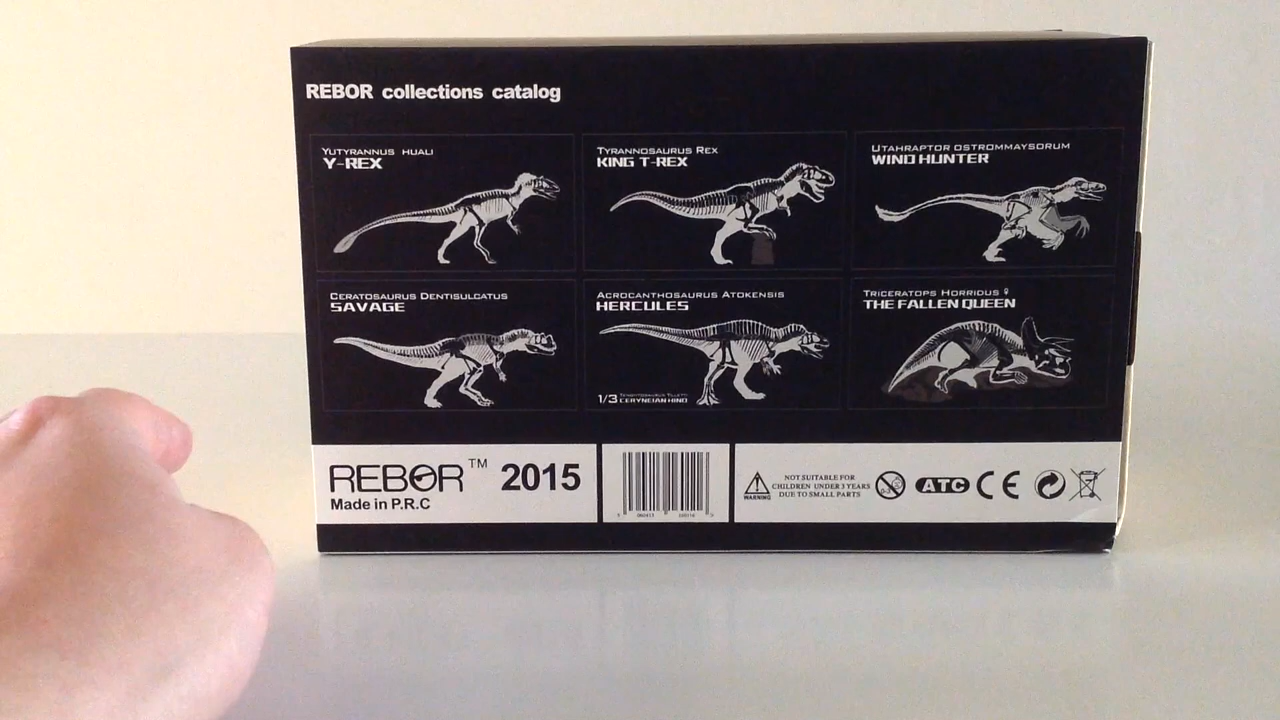 REBOR collections catalog
Yutyrannus huali
Y-REX
Tyrannosaurus Rex
KING T-REX
Utahraptor ostrommaysorum
WIND HUNTER
Ceratosaurus Dentisulcatus
SAVAGE
Acrocanthosaurus Atokensis
HERCULES
1/3
CERYNEIAN HIND
Triceratops Horridus ♀
THE FALLEN QUEEN
REBOR™ 2015
Made in P.R.C
WARNING
NOT SUITABLE FOR
CHILDREN UNDER 3 YEARS
DUE TO SMALL PARTS
0-3
ATC CE